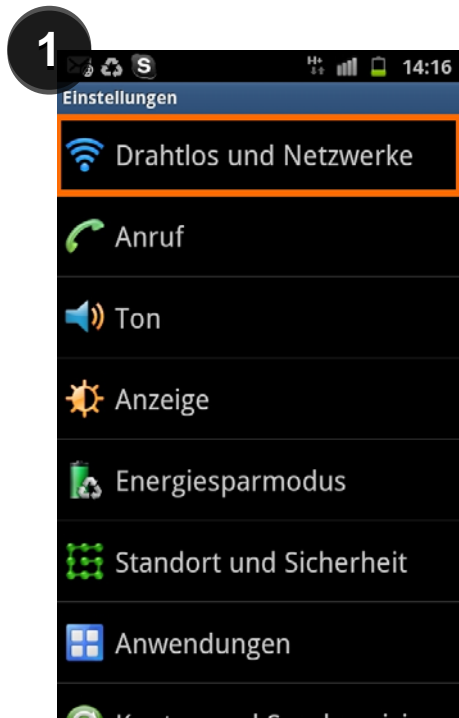 1
S
H+
14:16
Einstellungen
Drahtlos und Netzwerke
Anruf
Ton
Anzeige
Energiesparmodus
Standort und Sicherheit
Anwendungen